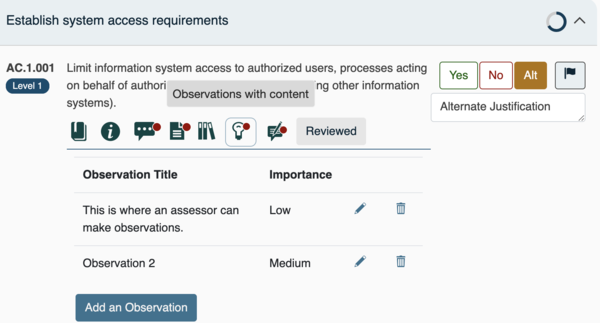 Establish system access requirements
AC.1.001
Level 1
Limit information system access to authorized users, processes acting
on behalf of authori
ng other information
systems).
Observations with content
Yes
No
Alt
Alternate Justification
Reviewed
Observation Title Importance
This is where an assessor can Low
make observations.
Observation 2 Medium
Add an Observation